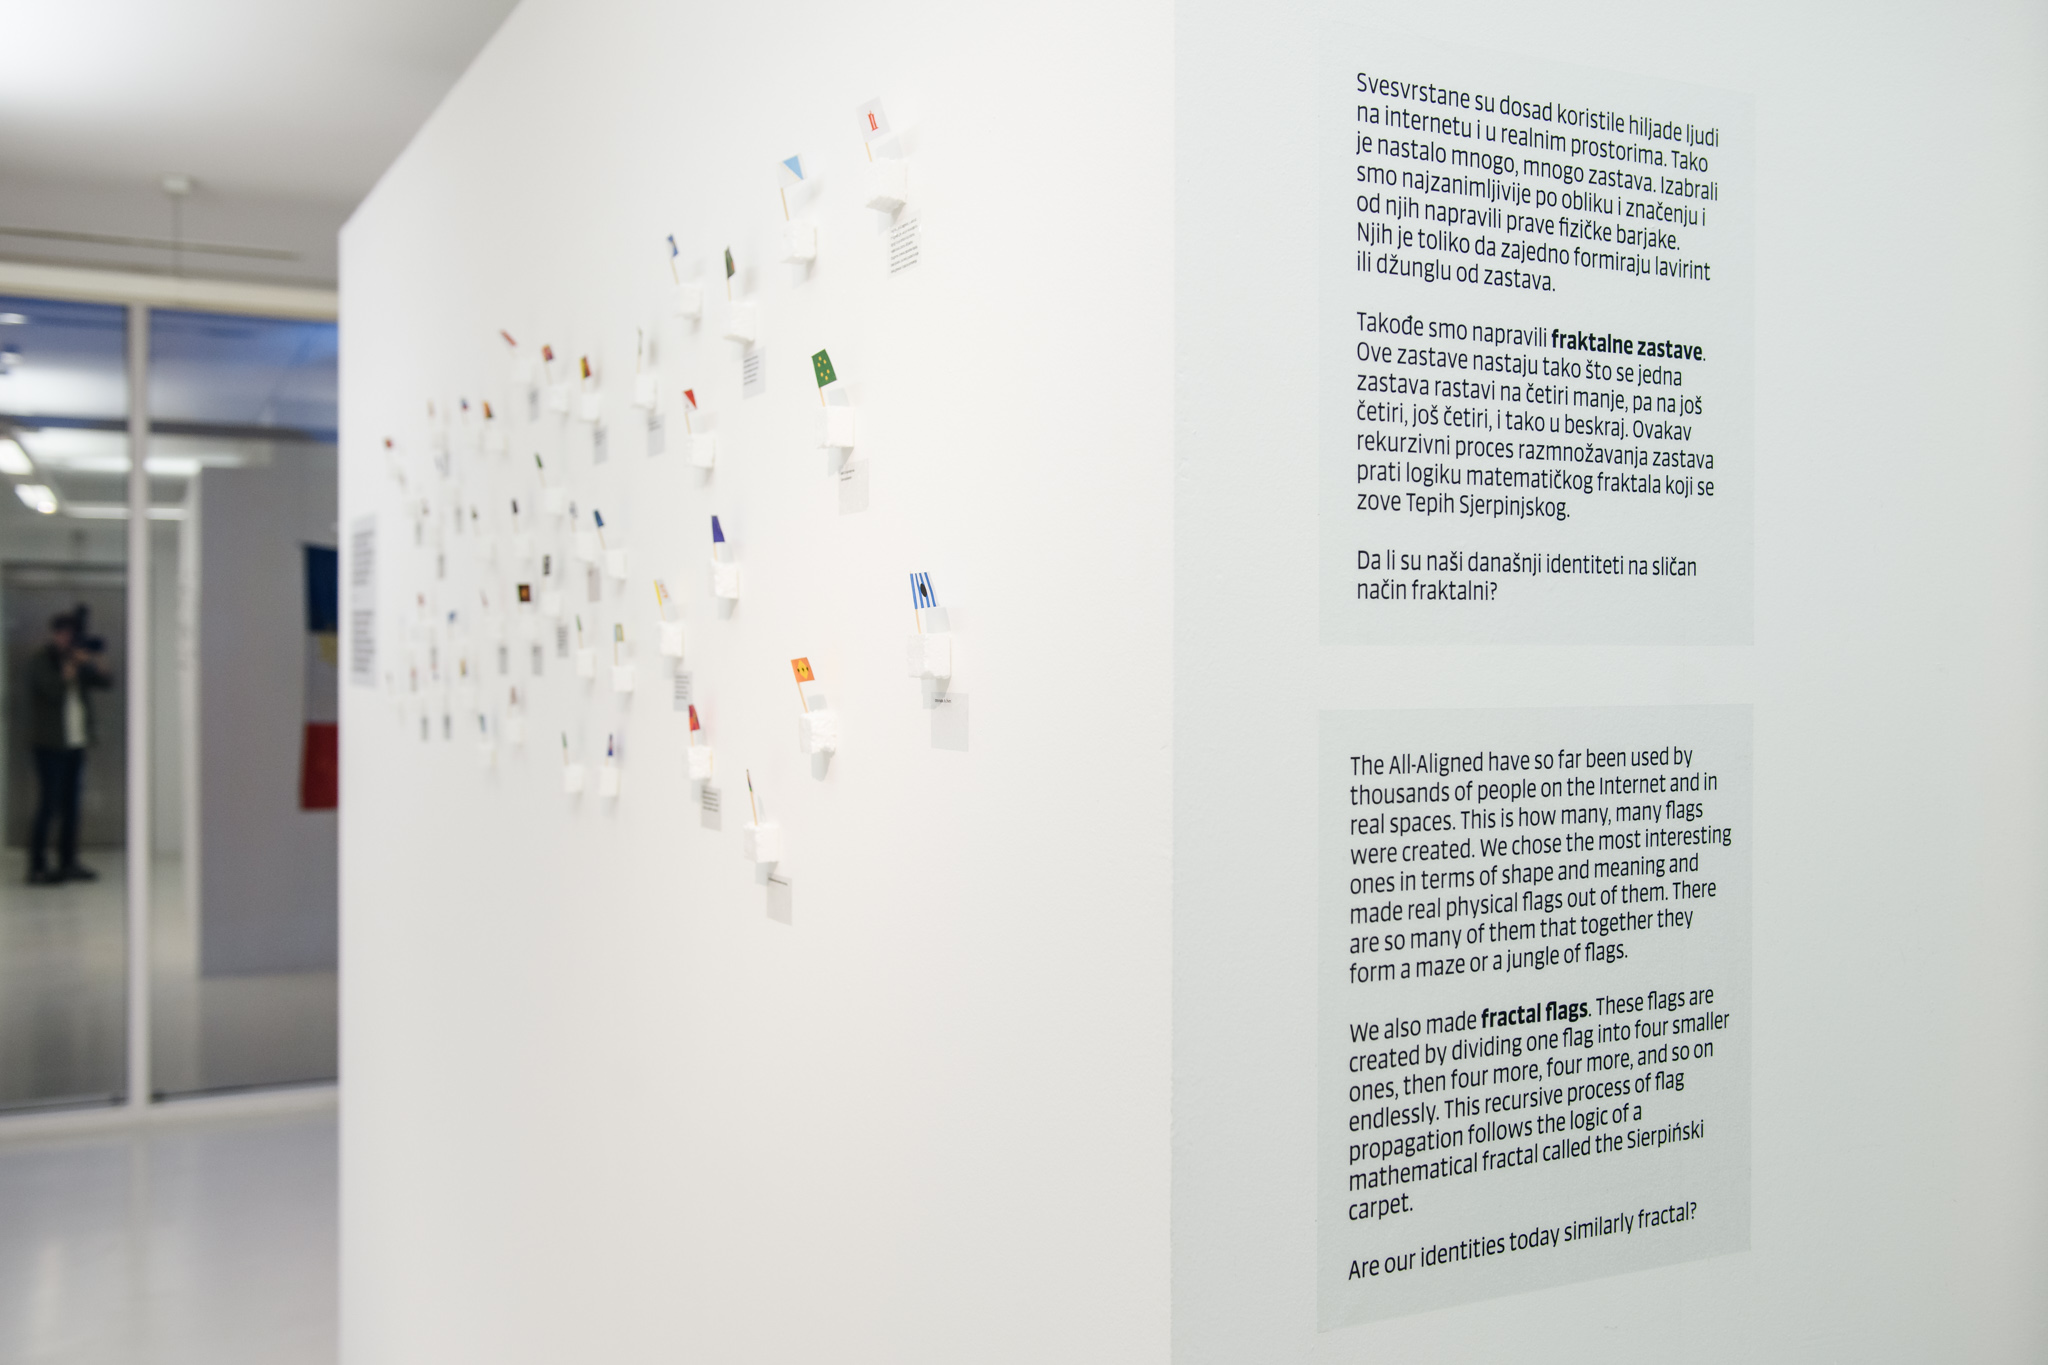 Svesvrstane su dosad koristile hiljade ljudi
na internetu i u realnim prostorima. Tako
je nastalo mnogo, mnogo zastava. Izabrali
smo najzanimljivije po obliku i značenju i
od njih napravili prave fizičke barjake.
Njih je toliko da zajedno formiraju lavirint
ili džunglu od zastava.
Takođe smo napravili fraktalne zastave.
Ove zastave nastaju tako što se jedna
zastava rastavi na četiri manje, pa na još
četiri, još četiri, i tako u beskraj. Ovakav
rekurzivni proces razmnožavanja zastava
prati logiku matematičkog fraktala koji se
zove Tepih Sjerpinjskog.
Da li su naši današnji identiteti na sličan
način fraktalni?
The All-Aligned have so far been used by
thousands of people on the Internet and in
real spaces. This is how many, many flags
were created. We chose the most interesting
ones in terms of shape and meaning and
made real physical flags out of them. There
are so many of them that together they
form a maze or a jungle of flags.
We also made fractal flags. These flags are
created by dividing one flag into four smaller
ones, then four more, four more, and so on
endlessly. This recursive process of flag
propagation follows the logic of a
mathematical fractal called the Sierpiński
carpet.
Are our identities today similarly fractal?